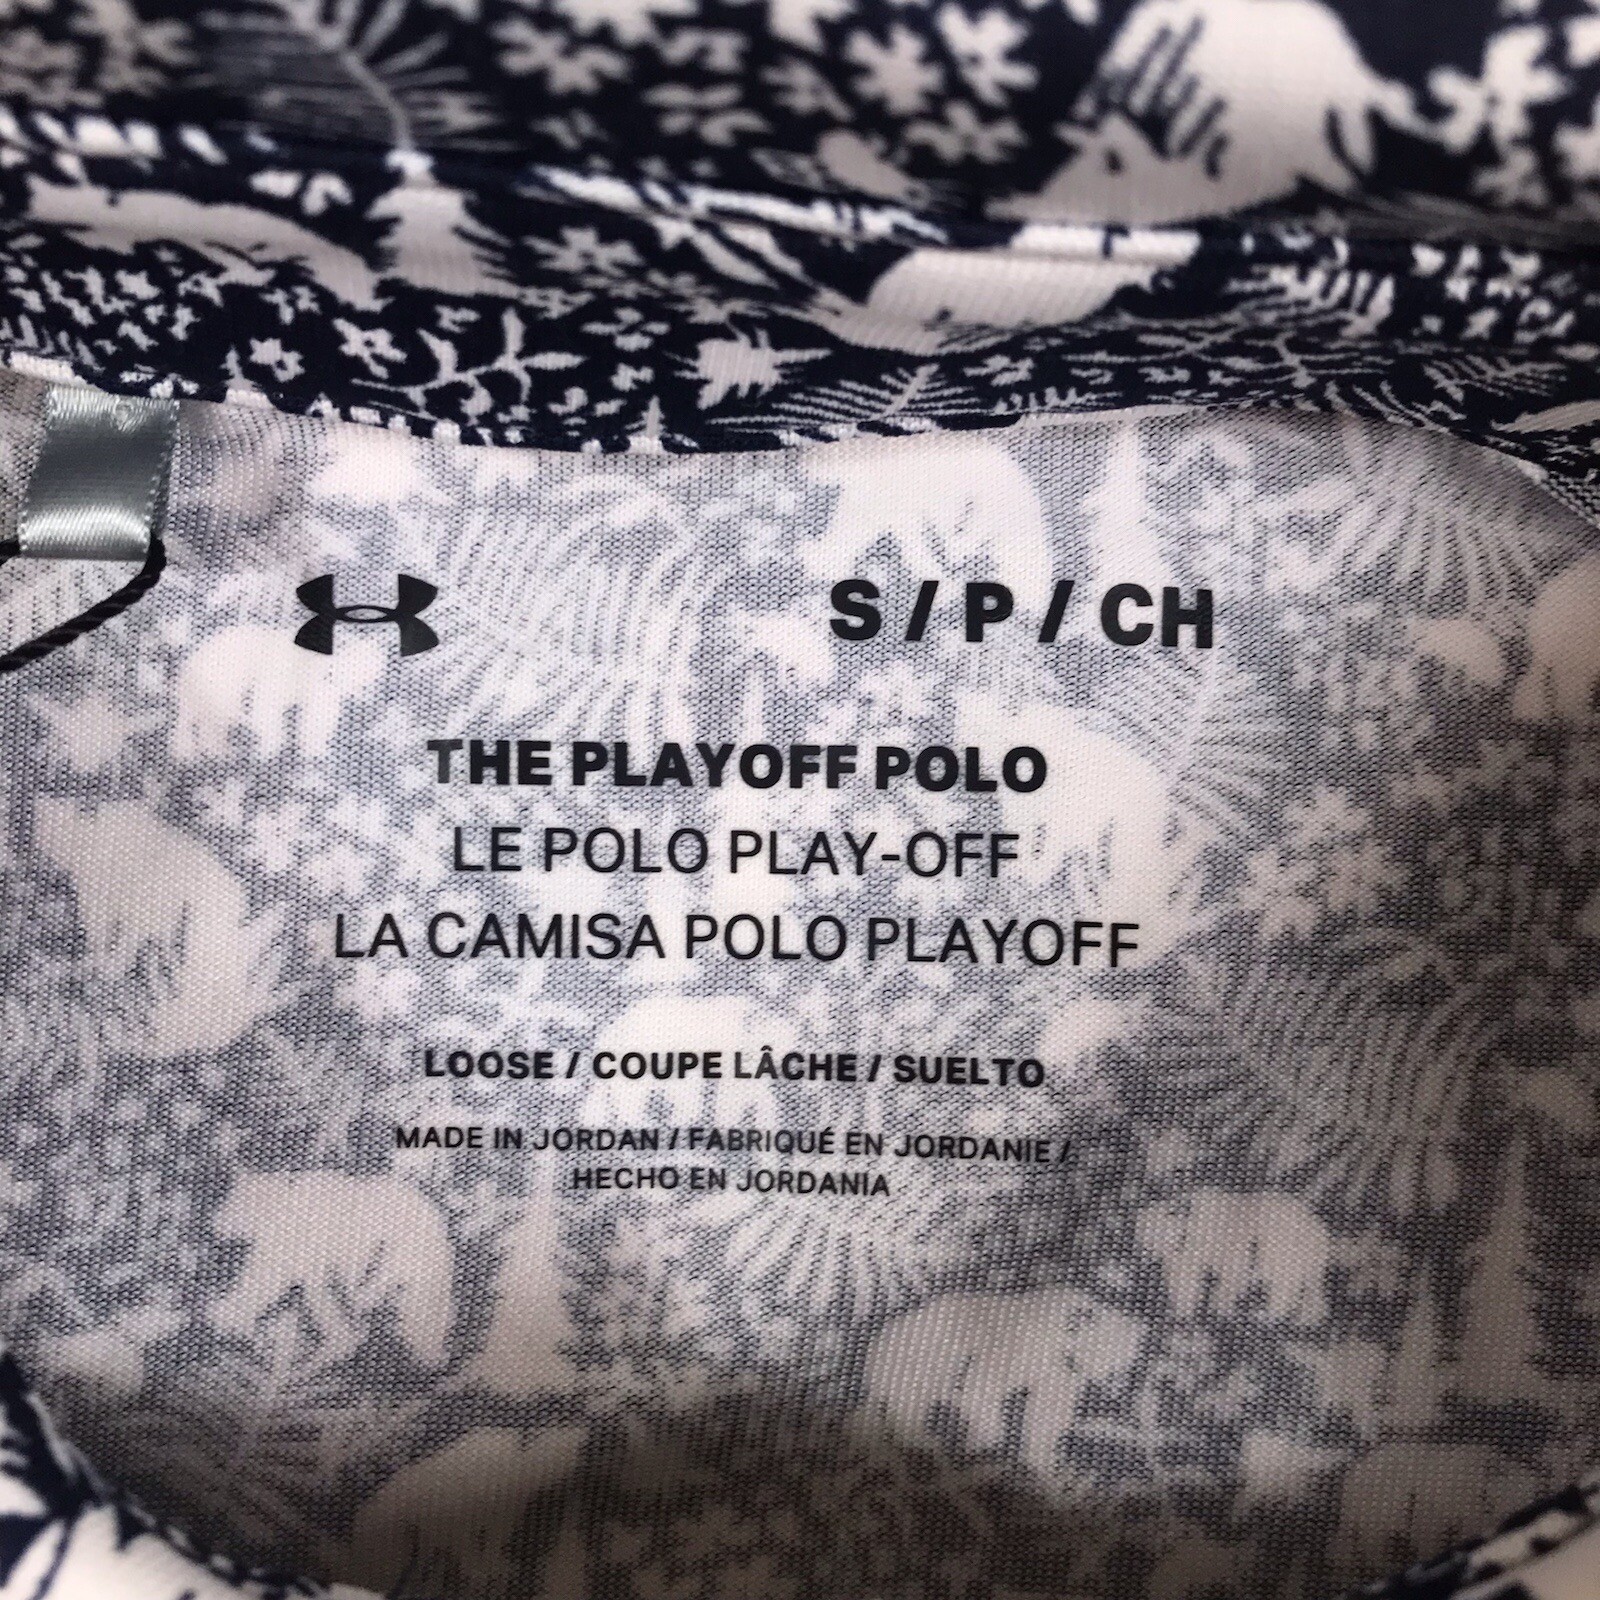 S / P / CH
THE PLAYOFF POLO
LE POLO PLAY-OFF
LA CAMISA POLO PLAYOFF
LOOSE / COUPE LÂCHE / SUELTO
MADE IN JORDAN / FABRIQUÉ EN JORDANIE /
HECHO EN JORDANIA